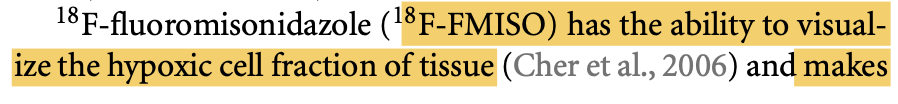 ¹⁸F-fluoromisonidazole (¹⁸F-FMISO) has the ability to visual-
ize the hypoxic cell fraction of tissue (Cher et al., 2006) and makes